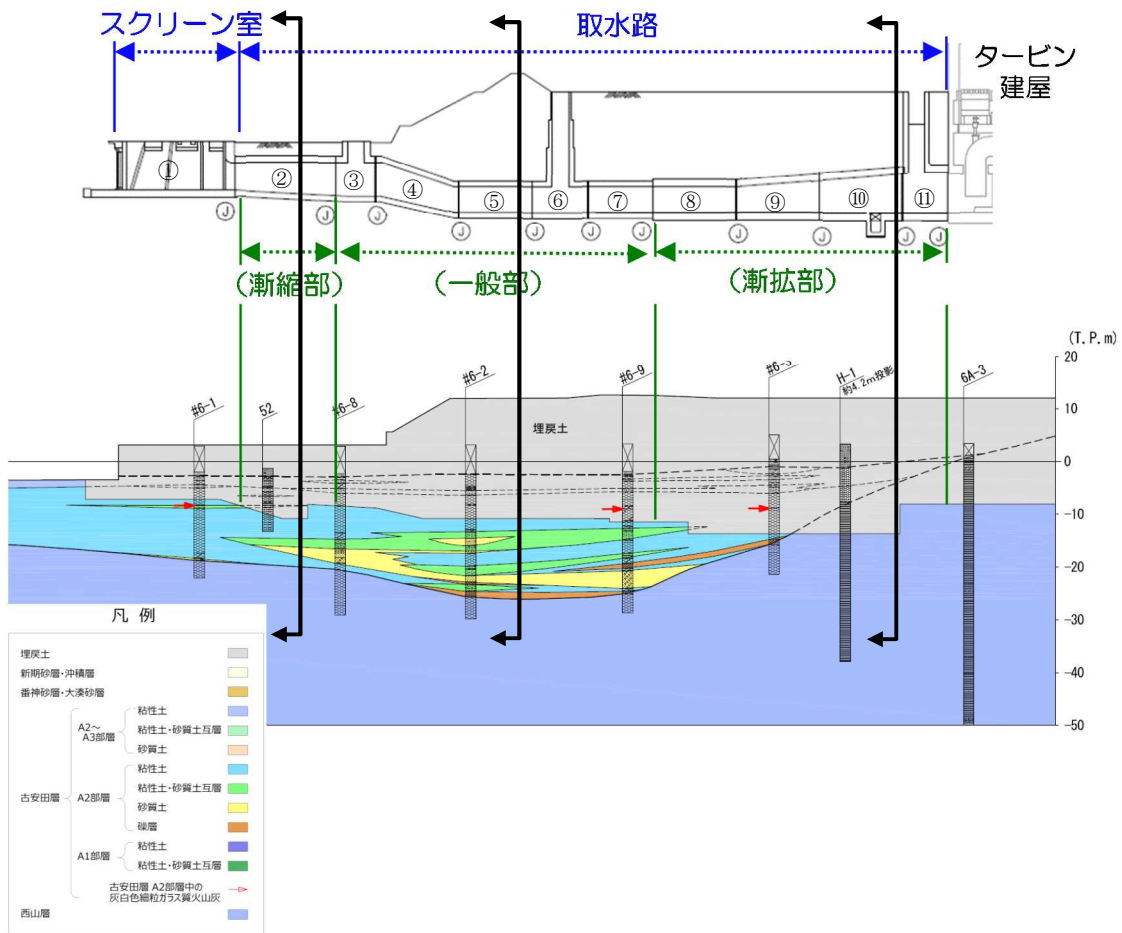 スクリーン室
取水路
タービン
建屋
①
②
③
④
⑤
⑥
⑦
⑧
⑨
⑩
⑪
J
J
J
J
J
J
J
J
J
J
J
(漸縮部)
(一般部)
(漸拡部)
(T.P.m)
#6-1
52
#6-8
#6-2
#6-9
H-1
約4.2m投影
6A-3
埋戻土
20
10
0
-10
-20
-30
-40
-50
凡 例
埋戻土
新期砂層・沖積層
番神砂層・大湊砂層
古安田層
A2～
A3部層
粘性土
粘性土・砂質土互層
砂質土
A2部層
粘性土
粘性土・砂質土互層
砂質土
礫層
A1部層
粘性土
粘性土・砂質土互層
古安田層 A2部層中の
灰白色細粒ガラス質火山灰
西山層